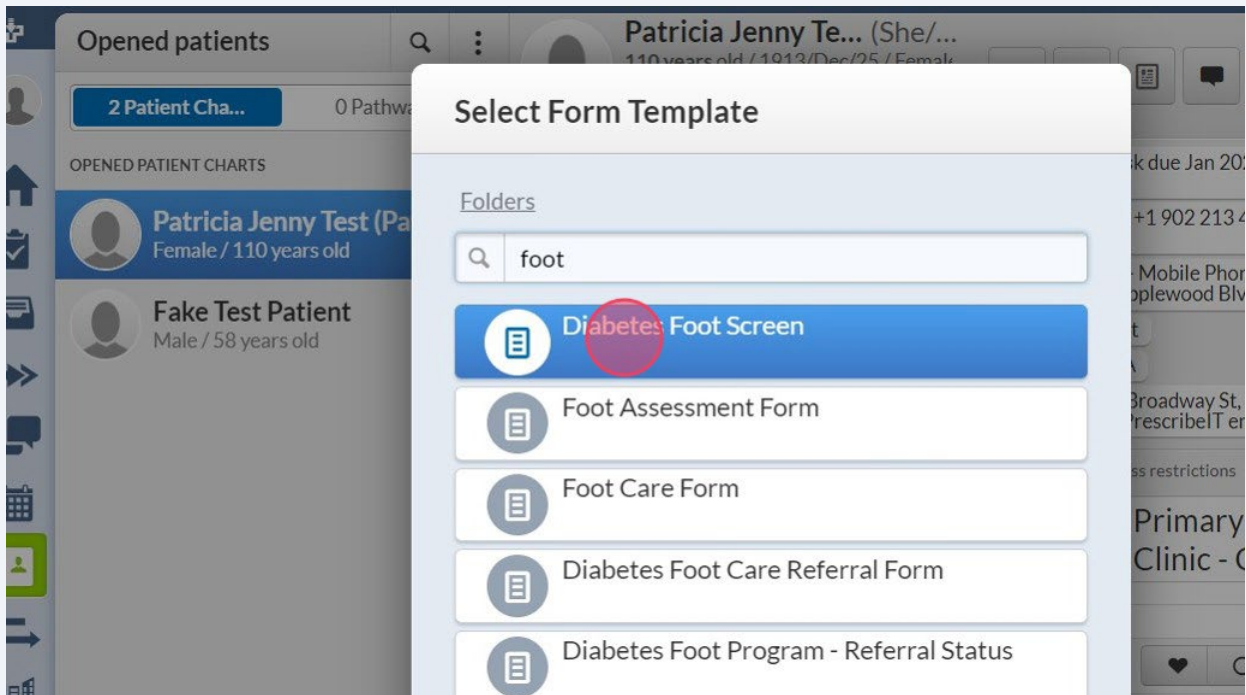 Opened patients
2 Patient Cha...
0 Pathwa
OPENED PATIENT CHARTS
Patricia Jenny Test (Pa
Female / 110 years old
Fake Test Patient
Male / 58 years old
Patricia Jenny Te... (She/...
110 years old / 1913/Dec/25 / Female
Select Form Template
Folders
foot
Diabetes Foot Screen
Foot Assessment Form
Foot Care Form
Diabetes Foot Care Referral Form
Diabetes Foot Program - Referral Status
sk due Jan 202
+1 902 213 4
Mobile Phon
pplewood Blv
t
Broadway St,
PrescribeIT en
ss restrictions
Primary
Clinic -